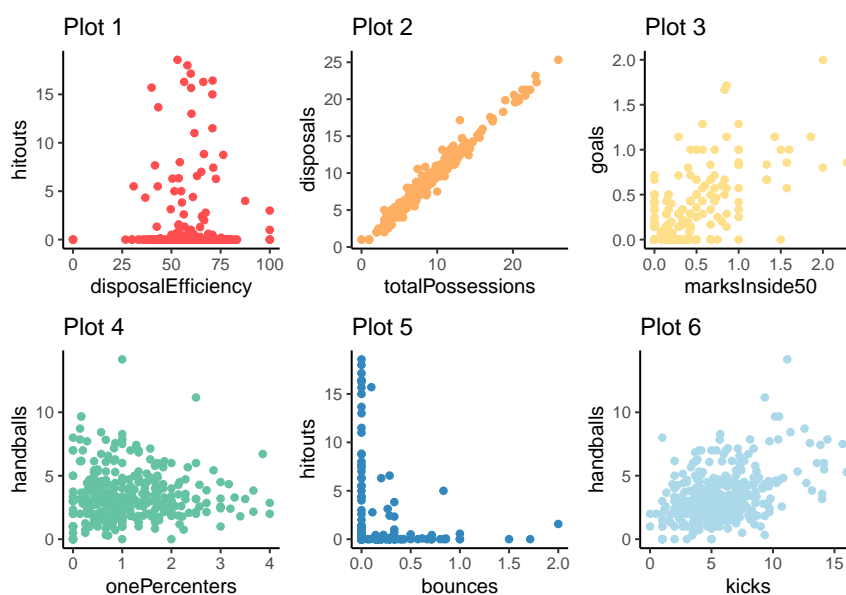 Plot 1
hitouts
15
10
5
0
0 25 50 75 100
disposalEfficiency
Plot 2
disposals
25
20
15
10
5
0
0 10 20
totalPossessions
Plot 3
goals
2.0
1.5
1.0
0.5
0.0
0.0 0.5 1.0 1.5 2.0
marksInside50
Plot 4
handballs
10
5
0
0 1 2 3 4
onePercenters
Plot 5
hitouts
15
10
5
0
0.0 0.5 1.0 1.5 2.0
bounces
Plot 6
handballs
10
5
0
0 5 10 15
kicks